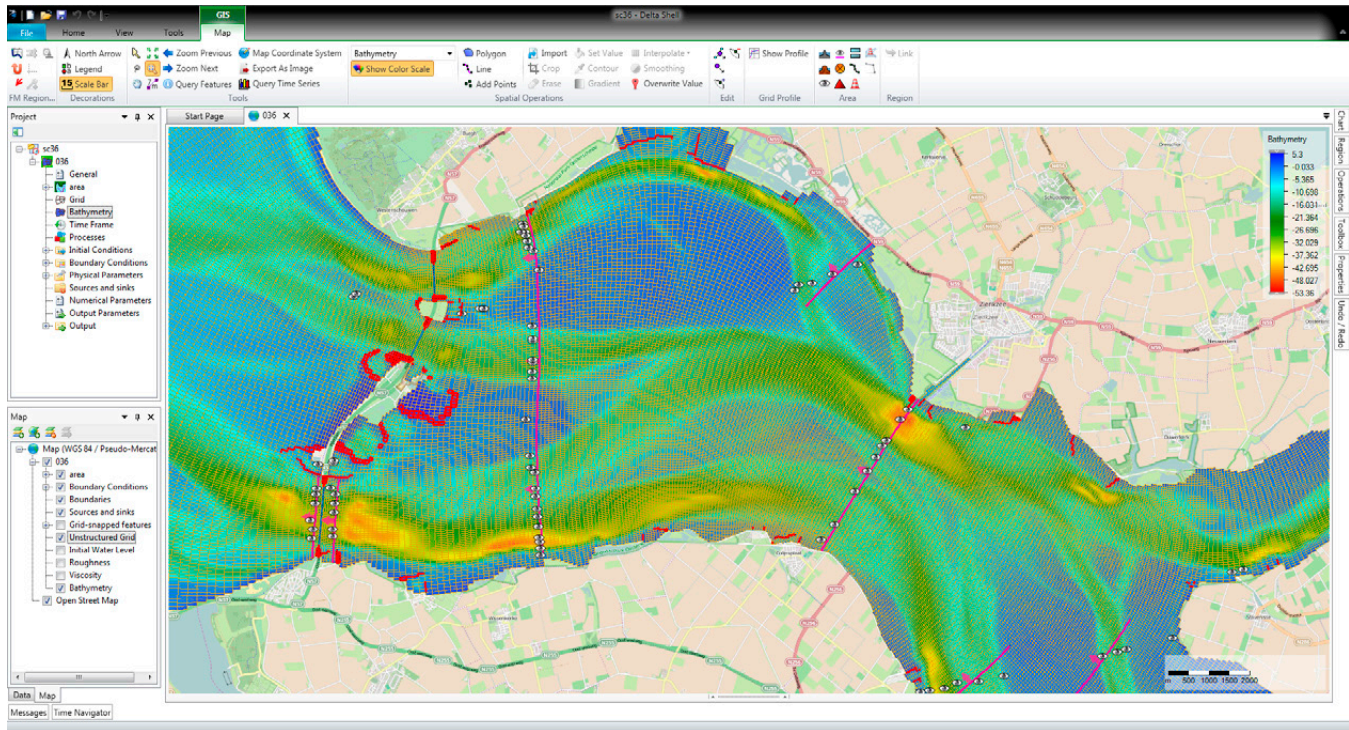 sc36 - Delta Shell
GIS
File Home View Tools Map
North Arrow
Legend
15 Scale Bar
FM Region... Decorations
Zoom Previous Map Coordinate System
Zoom Next Export As Image
Query Features Query Time Series
Tools
Bathymetry
Show Color Scale
Polygon Import Set Value Interpolate
Line Crop Contour Smoothing
Add Points Erase Gradient Overwrite Value
Spatial Operations
Edit
Show Profile
Grid Profile
Area
Link
Region
Project
sc36
036
General
area
Grid
Bathymetry
Time Frame
Processes
Initial Conditions
Boundary Conditions
Physical Parameters
Sources and sinks
Numerical Parameters
Output Parameters
Output
Map
Map (WGS 84 / Pseudo-Mercat
036
area
Boundary Conditions
Boundaries
Sources and sinks
Grid-snapped features
Unstructured Grid
Initial Water Level
Roughness
Viscosity
Bathymetry
Open Street Map
Data Map
Messages Time Navigator
Start Page 036
Zierikzee
Bathymetry
5.3
-0.033
-5.365
-10.698
-16.031
-21.364
-26.696
-32.029
-37.362
-42.695
-48.027
-53.36
m 500 1000 1500 2000
Chart
Region
Operations
Toolbox
Properties
Undo / Redo